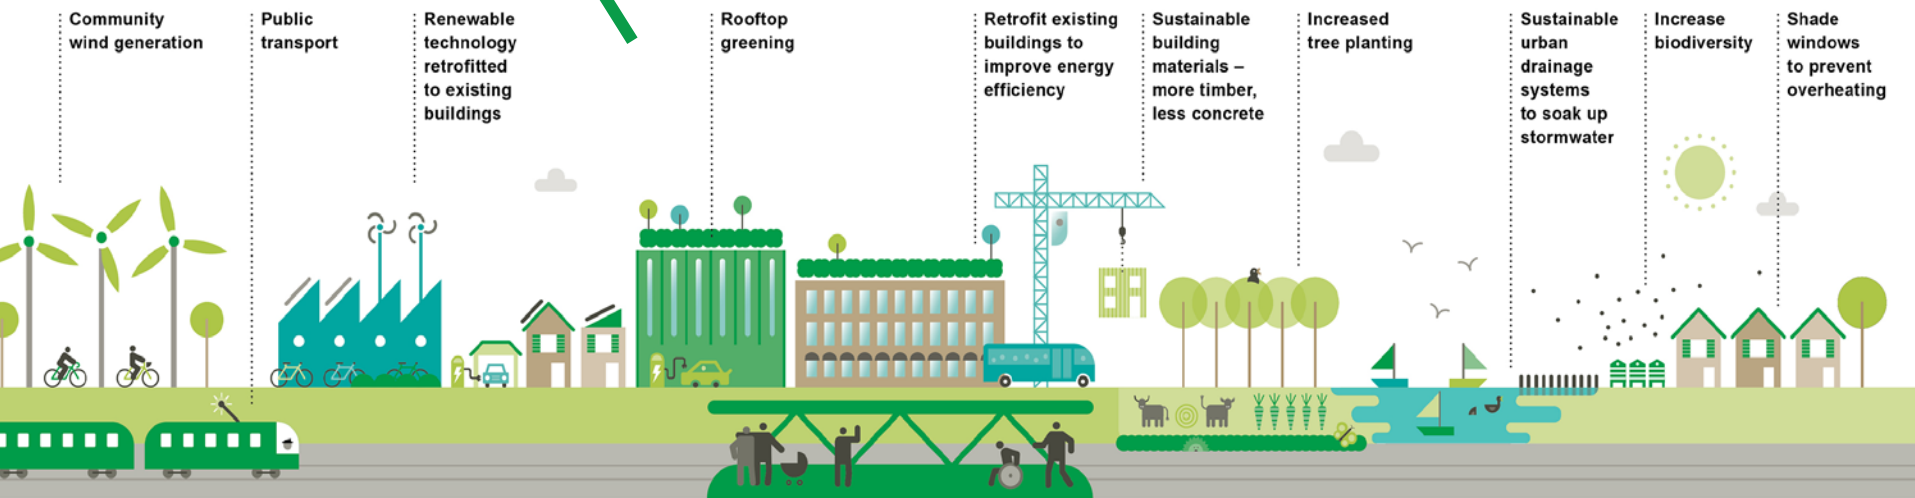 Community
wind generation
Public
transport
Renewable
technology
retrofitted
to existing
buildings
Rooftop
greening
Retrofit existing
buildings to
improve energy
efficiency
Sustainable
building
materials –
more timber,
less concrete
Increased
tree planting
Sustainable
urban
drainage
systems
to soak up
stormwater
Increase
biodiversity
Shade
windows
to prevent
overheating